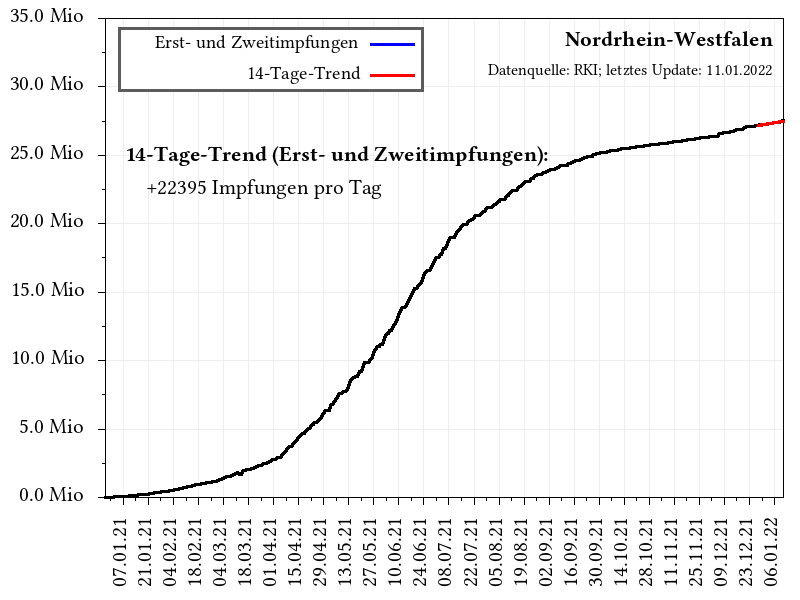 35.0 Mio
30.0 Mio
25.0 Mio
20.0 Mio
15.0 Mio
10.0 Mio
5.0 Mio
0.0 Mio
Erst- und Zweitimpfungen
14-Tage-Trend
Nordrhein-Westfalen
Datenquelle: RKI; letztes Update: 11.01.2022
14-Tage-Trend (Erst- und Zweitimpfungen):
+22395 Impfungen pro Tag
07.01.21
21.01.21
04.02.21
18.02.21
04.03.21
18.03.21
01.04.21
15.04.21
29.04.21
13.05.21
27.05.21
10.06.21
24.06.21
08.07.21
22.07.21
05.08.21
19.08.21
02.09.21
16.09.21
30.09.21
14.10.21
28.10.21
11.11.21
25.11.21
09.12.21
23.12.21
06.01.22